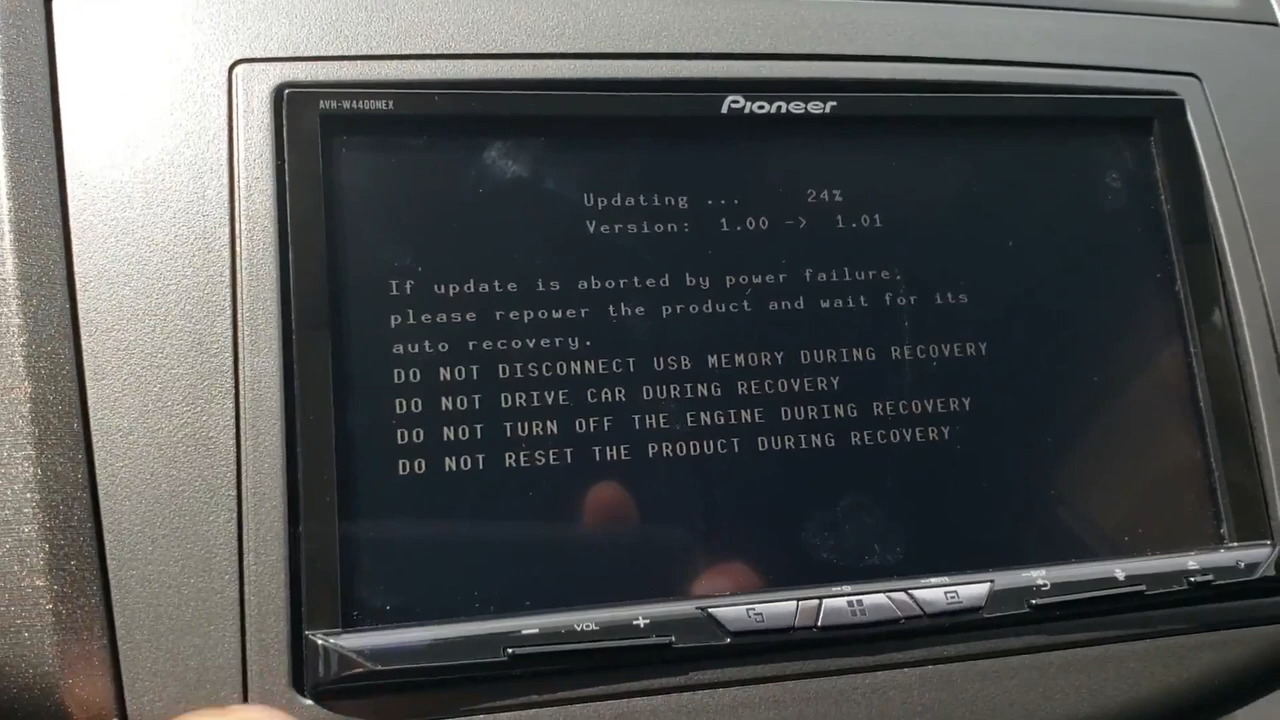 AVH-W4400NEX
Pioneer
Updating ... 24%
Version: 1.00 -> 1.01
If update is aborted by power failure,
please repower the product and wait for its
auto recovery.
DO NOT DISCONNECT USB MEMORY DURING RECOVERY
DO NOT DRIVE CAR DURING RECOVERY
DO NOT TURN OFF THE ENGINE DURING RECOVERY
DO NOT RESET THE PRODUCT DURING RECOVERY
— VOL +